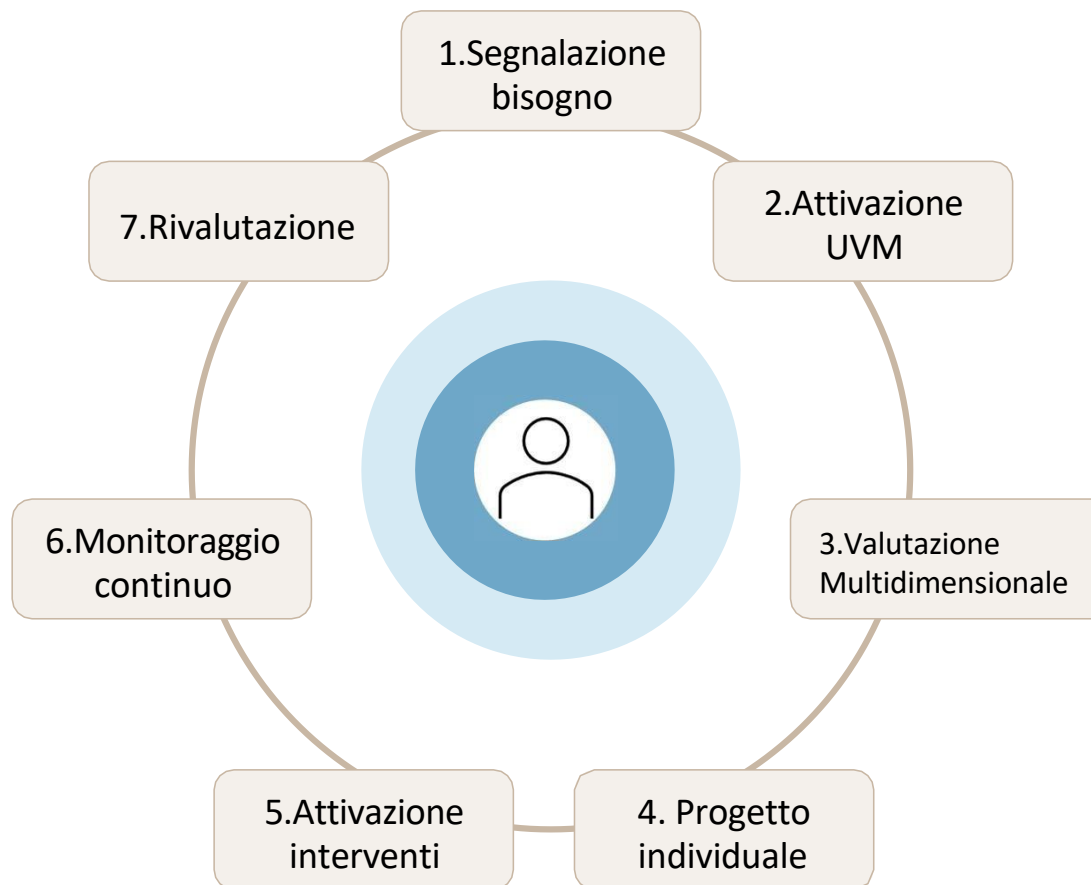 1.Segnalazione
bisogno
2.Attivazione
UVM
3.Valutazione
Multidimensionale
4. Progetto
individuale
5.Attivazione
interventi
6.Monitoraggio
continuo
7.Rivalutazione